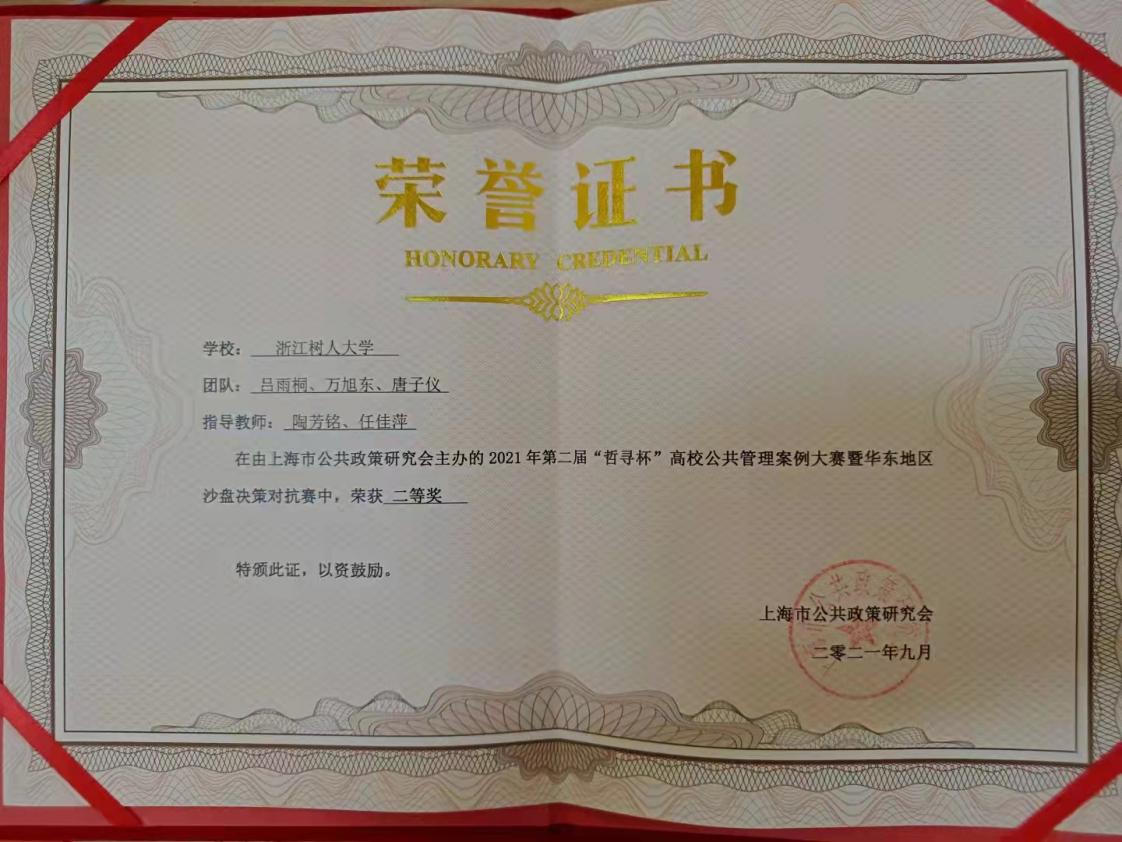 荣誉证书
HONORARY CREDENTIAL
学校：浙江树人大学
团队：吕雨桐、万旭东、唐子仪
指导教师：陶芳铭、任佳萍
在由上海市公共政策研究会主办的2021年第二届“哲寻杯”高校公共管理案例大赛暨华东地区
沙盘决策对抗赛中，荣获 二等奖
特颁此证，以资鼓励。
上海市公共政策研究会
二零二一年九月